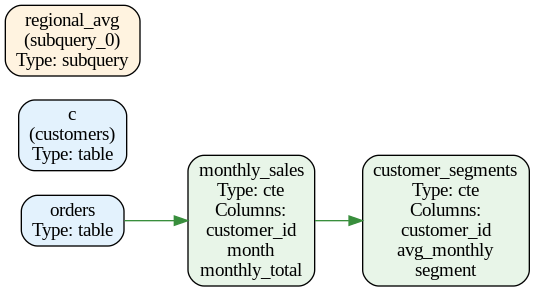 regional_avg
(subquery_0)
Type: subquery
c
(customers)
Type: table
orders
Type: table
monthly_sales
Type: cte
Columns:
customer_id
month
monthly_total
customer_segments
Type: cte
Columns:
customer_id
avg_monthly
segment